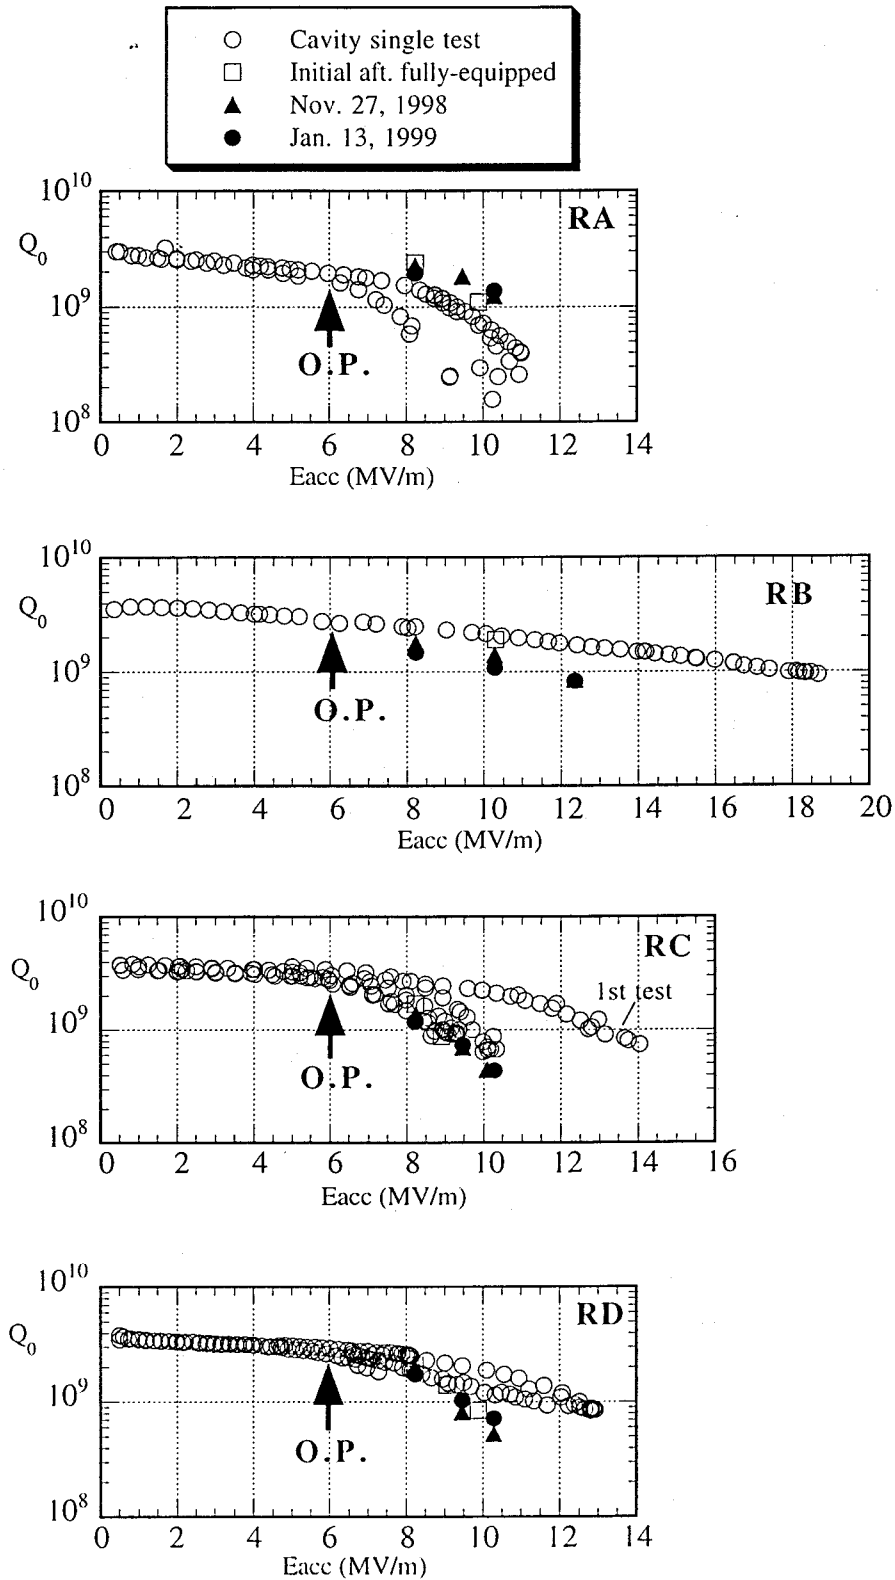 Cavity single test
Initial aft. fully-equipped
Nov. 27, 1998
Jan. 13, 1999
10^10
RA
Q_0
10^9
O.P.
10^8
0 2 4 6 8 10 12 14
Eacc (MV/m)
10^10
RB
Q_0
10^9
O.P.
10^8
0 2 4 6 8 10 12 14 16 18 20
Eacc (MV/m)
10^10
RC
Q_0
1st test
10^9
O.P.
10^8
0 2 4 6 8 10 12 14 16
Eacc (MV/m)
10^10
RD
Q_0
10^9
O.P.
10^8
0 2 4 6 8 10 12 14
Eacc (MV/m)